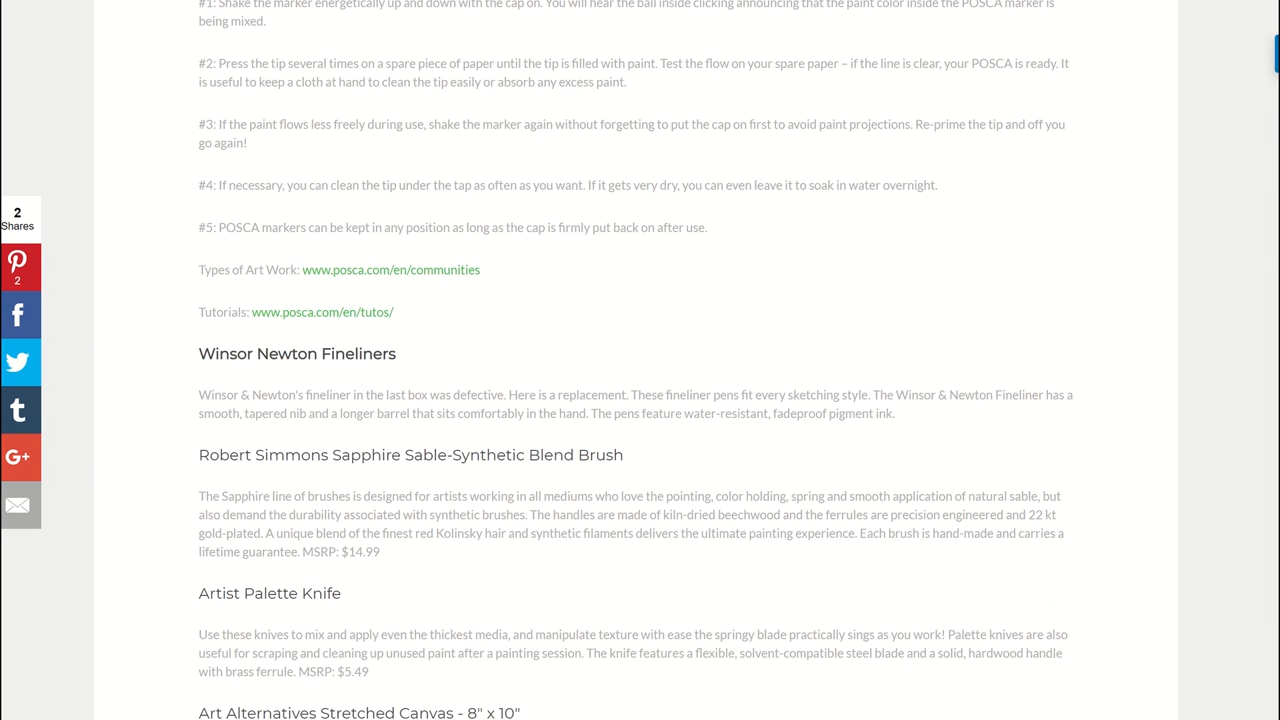 #1: Shake the marker energetically up and down with the cap on. You will hear the ball inside clicking announcing that the paint color inside the POSCA marker is
being mixed.
#2: Press the tip several times on a spare piece of paper until the tip is filled with paint. Test the flow on your spare paper – if the line is clear, your POSCA is ready. It
is useful to keep a cloth at hand to clean the tip easily or absorb any excess paint.
#3: If the paint flows less freely during use, shake the marker again without forgetting to put the cap on first to avoid paint projections. Re-prime the tip and off you
go again!
#4: If necessary, you can clean the tip under the tap as often as you want. If it gets very dry, you can even leave it to soak in water overnight.
2
Shares
2
#5: POSCA markers can be kept in any position as long as the cap is firmly put back on after use.
Types of Art Work: www.posca.com/en/communities
Tutorials: www.posca.com/en/tutos/
Winsor Newton Fineliners
Winsor & Newton's fineliner in the last box was defective. Here is a replacement. These fineliner pens fit every sketching style. The Winsor & Newton Fineliner has a
smooth, tapered nib and a longer barrel that sits comfortably in the hand. The pens feature water-resistant, fadeproof pigment ink.
Robert Simmons Sapphire Sable-Synthetic Blend Brush
G+
The Sapphire line of brushes is designed for artists working in all mediums who love the pointing, color holding, spring and smooth application of natural sable, but
also demand the durability associated with synthetic brushes. The handles are made of kiln-dried beechwood and the ferrules are precision engineered and 22 kt
gold-plated. A unique blend of the finest red Kolinsky hair and synthetic filaments delivers the ultimate painting experience. Each brush is hand-made and carries a
lifetime guarantee. MSRP: $14.99
Artist Palette Knife
Use these knives to mix and apply even the thickest media, and manipulate texture with ease the springy blade practically sings as you work! Palette knives are also
useful for scraping and cleaning up unused paint after a painting session. The knife features a flexible, solvent-compatible steel blade and a solid, hardwood handle
with brass ferrule. MSRP: $5.49
Art Alternatives Stretched Canvas - 8" x 10"